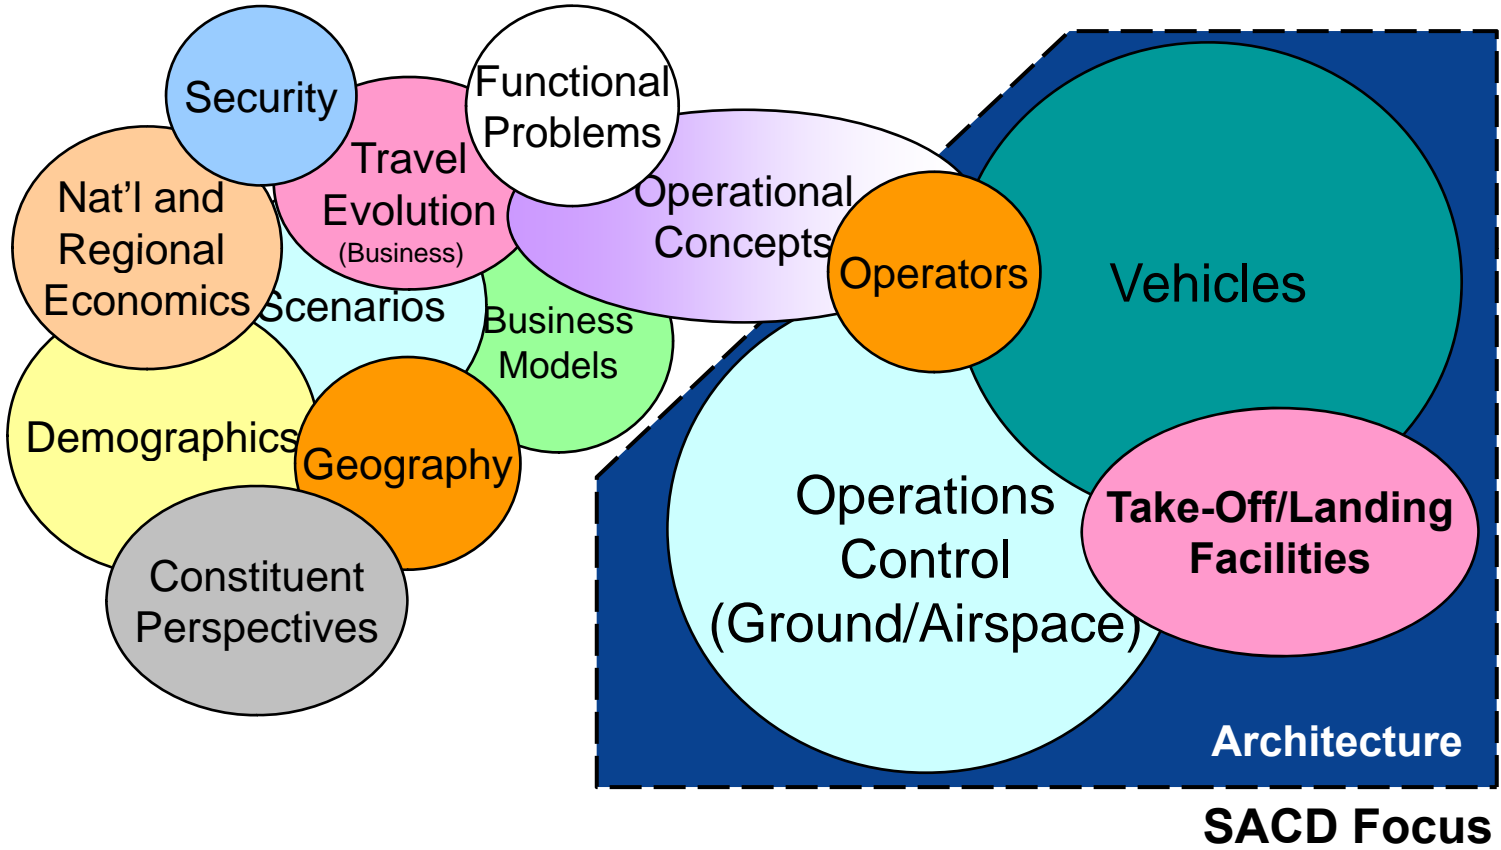 Security
Functional
Problems
Travel
Evolution
(Business)
Nat’l and
Regional
Economics
Operational
Concepts
Operators
Vehicles
Scenarios
Business
Models
Demographics
Geography
Operations
Control
(Ground/Airspace)
Take-Off/Landing
Facilities
Constituent
Perspectives
Architecture
SACD Focus